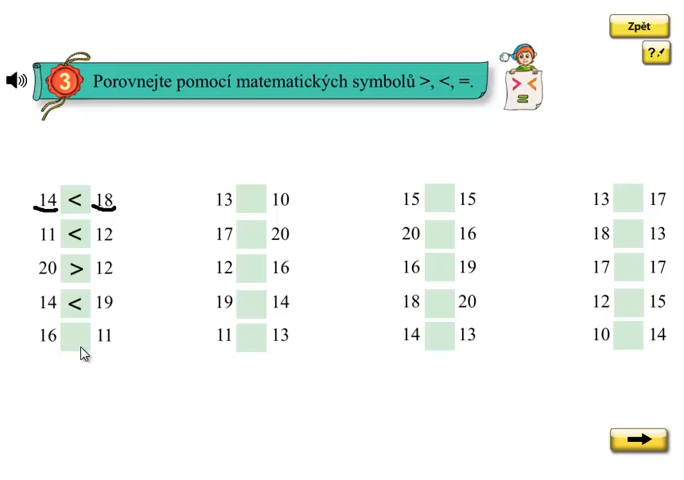 Zpět
?✓
3 Porovnejte pomocí matematických symbolů >, <, =.
> <
=
14 < 18 13 10 15 15 13 17
11 < 12 17 20 20 16 18 13
20 > 12 12 16 16 19 17 17
14 < 19 19 14 18 20 12 15
16 11 11 13 14 13 10 14